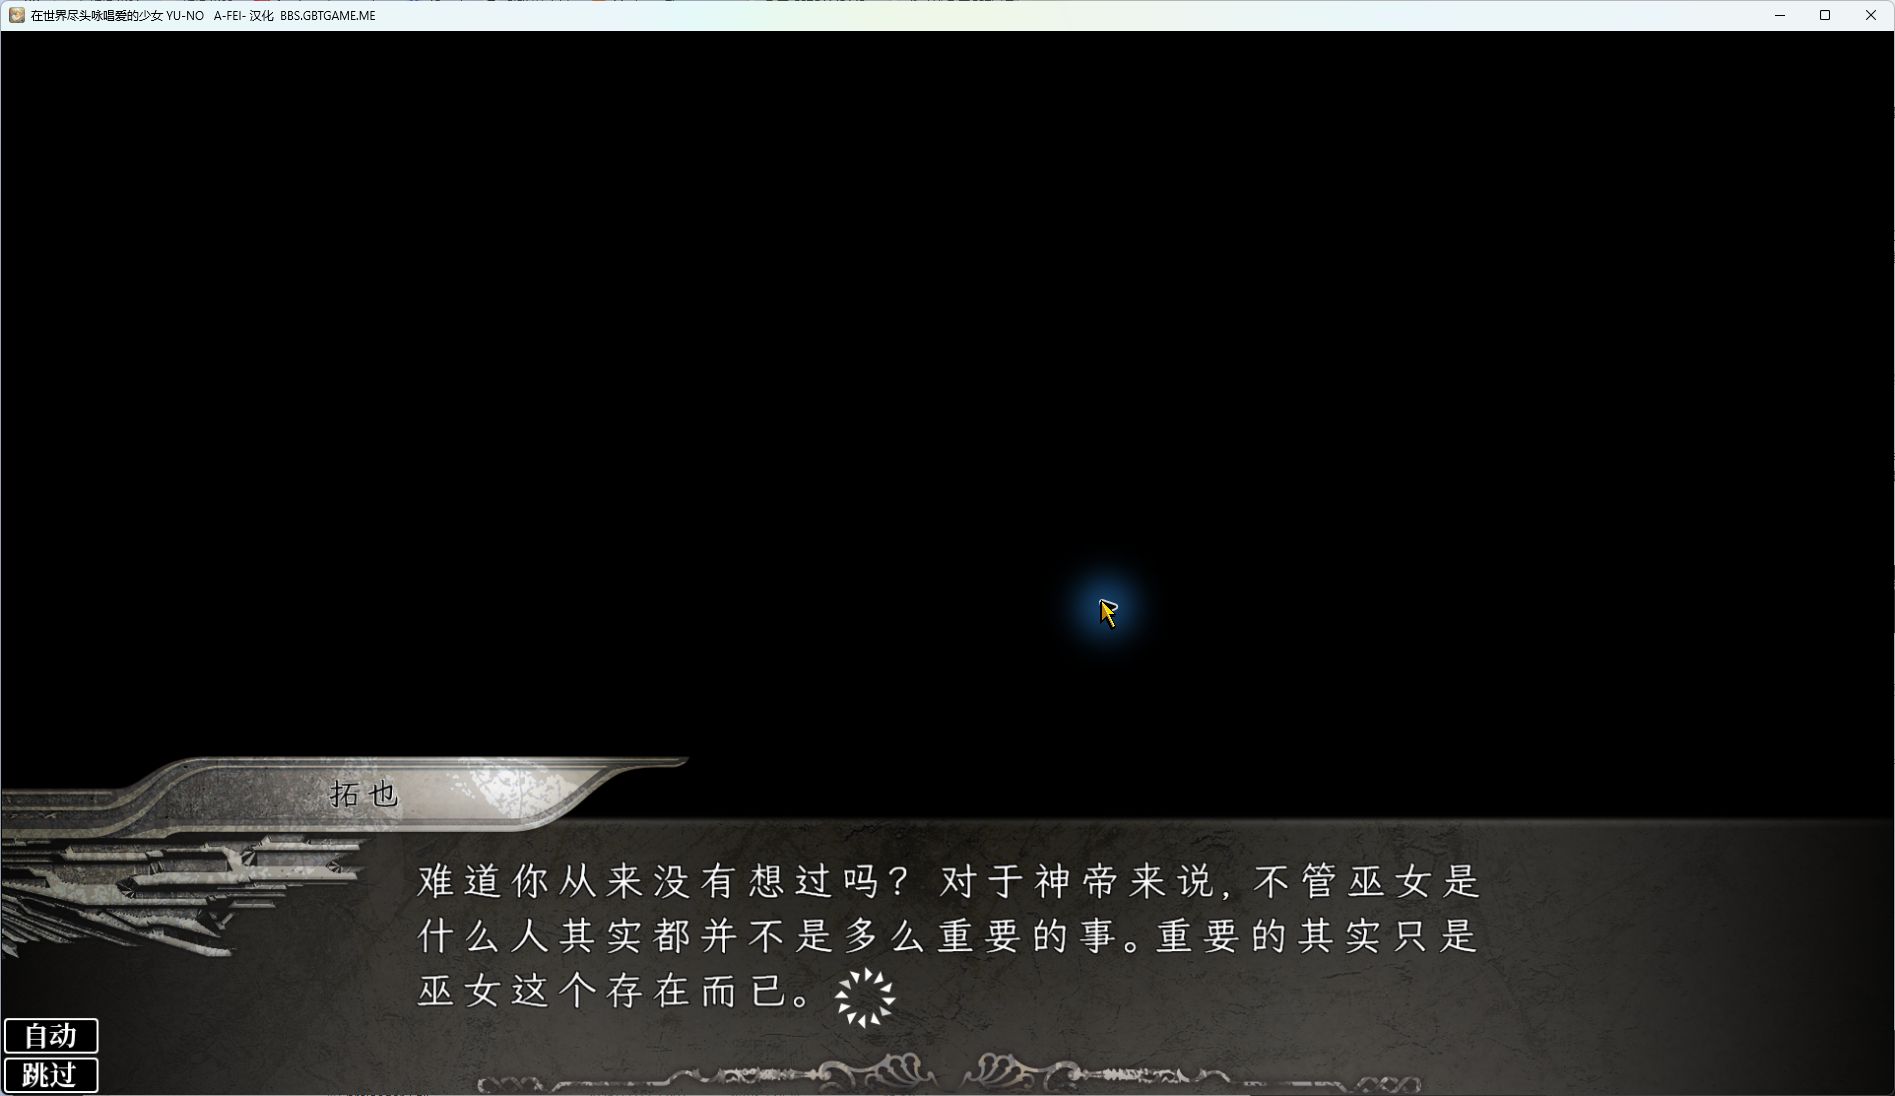 在世界尽头咏唱爱的少女 YU-NO A-FEI- 汉化 BBS.GBTGAME.ME
拓也
难道你从来没有想过吗？对于神帝来说，不管巫女是
什么人其实都并不是多么重要的事。重要的其实只是
巫女这个存在而已。
自动
跳过